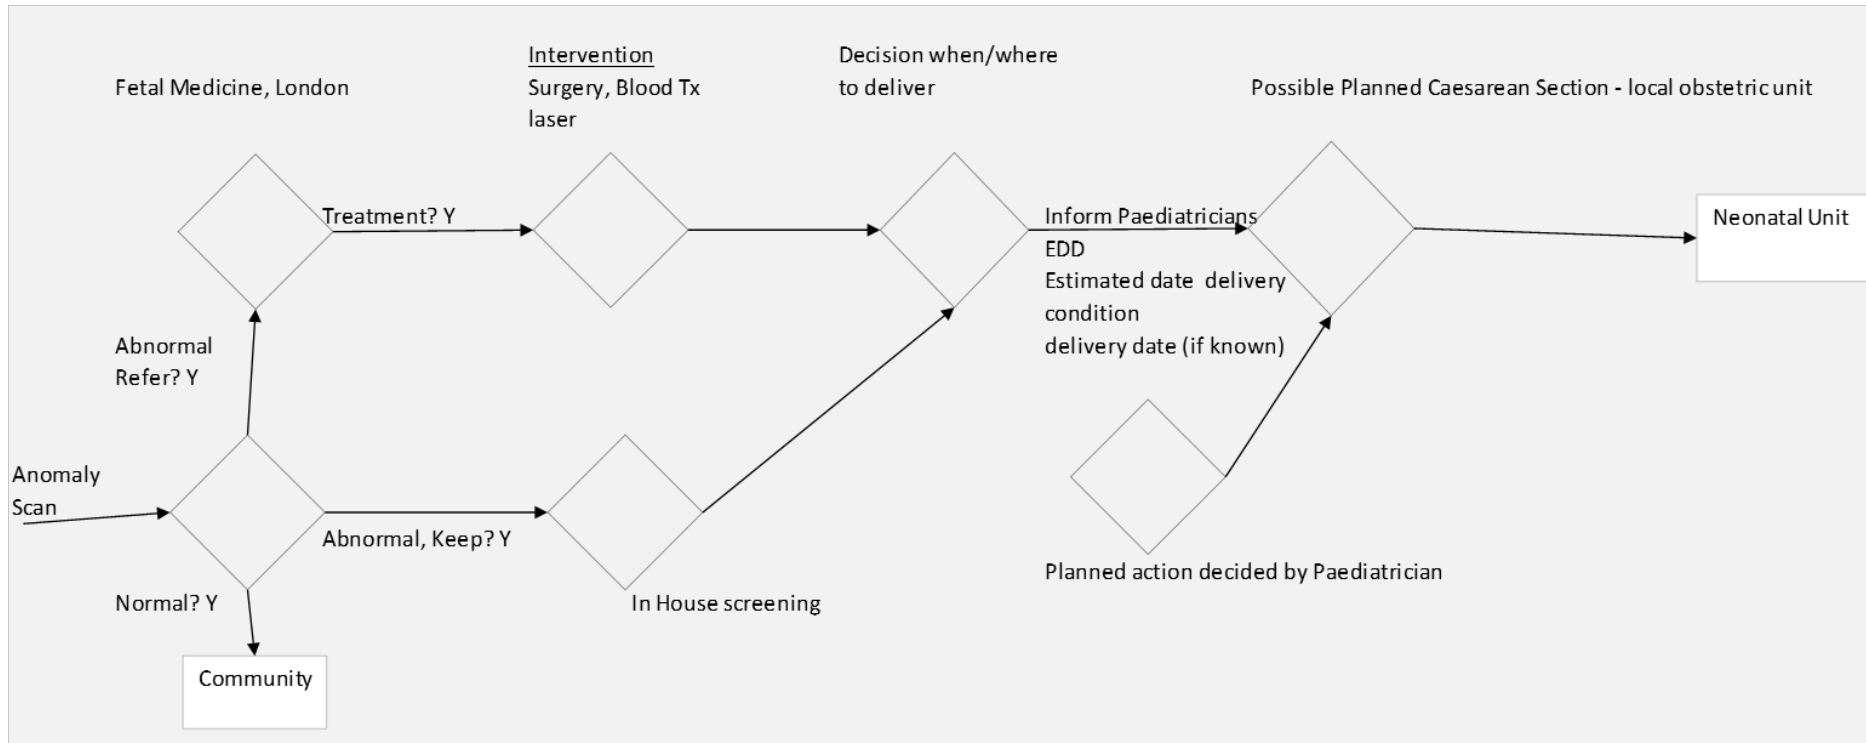 Fetal Medicine, London
Intervention
Surgery, Blood Tx
laser
Decision when/where
to deliver
Possible Planned Caesarean Section - local obstetric unit
Treatment? Y
Inform Paediatricians
EDD
Estimated date  delivery
condition
delivery date (if known)
Neonatal Unit
Abnormal
Refer? Y
Anomaly
Scan
Abnormal, Keep? Y
Planned action decided by Paediatrician
Normal? Y
In House screening
Community